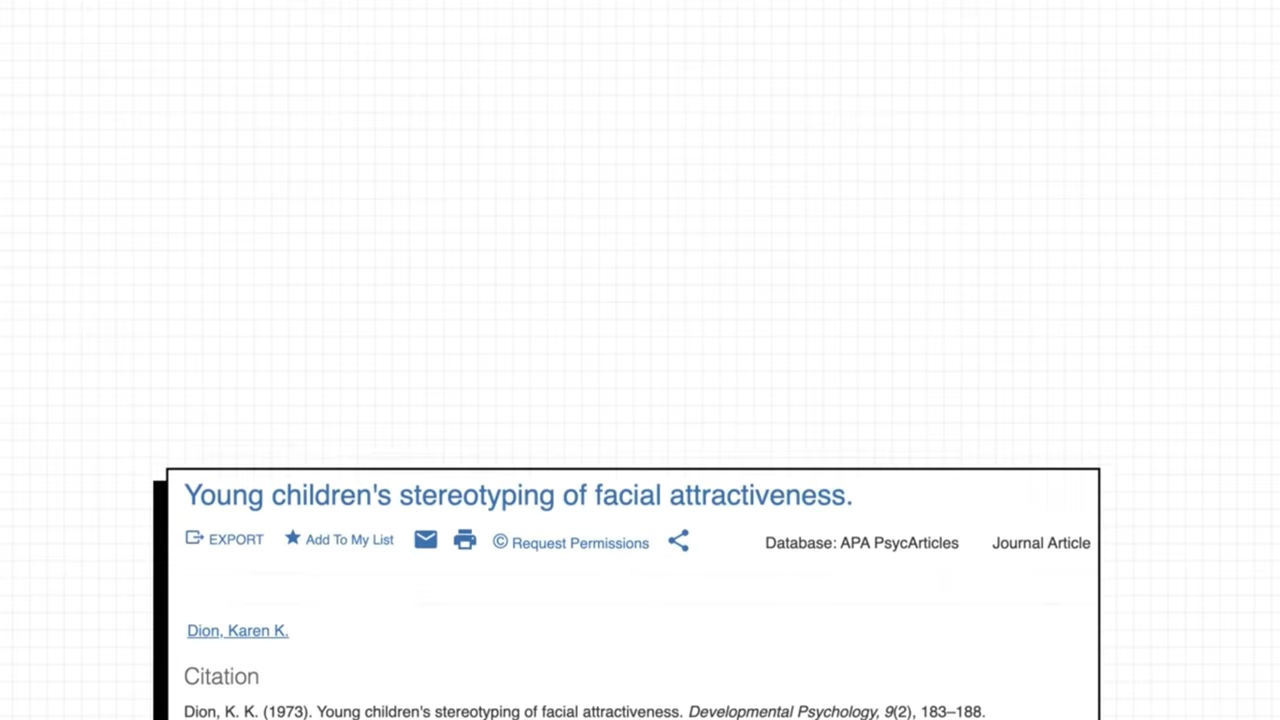 Young children's stereotyping of facial attractiveness.
EXPORT Add To My List © Request Permissions Database: APA PsycArticles Journal Article
Dion, Karen K.
Citation
Dion, K. K. (1973). Young children's stereotyping of facial attractiveness. Developmental Psychology, 9(2), 183–188.